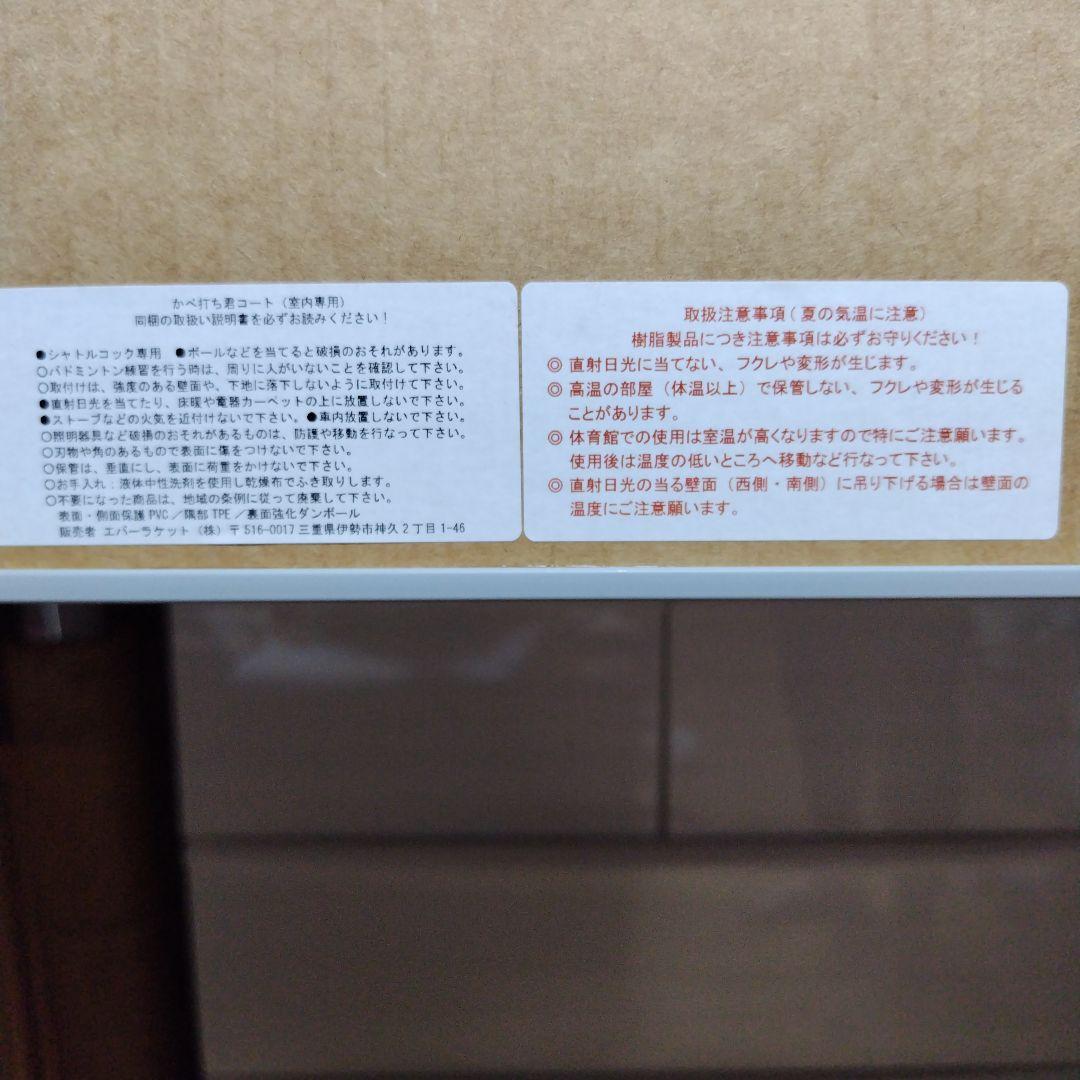 かべ打ち君コート（室内専用）
同梱の取扱い説明書を必ずお読みください！
●シャトルコック専用　●ボールなどを当てると破損のおそれがあります。
○バドミントン練習を行う時は、周りに人がいないことを確認して下さい。
○取付けは、強度のある壁面や、下地に落下しないように取付けて下さい。
●直射日光を当てたり、床暖や電器カーペットの上に放置しないで下さい。
●ストーブなどの火気を近付けないで下さい。●車内放置しないで下さい。
○照明器具など破損のおそれがあるものは、防護や移動を行なって下さい。
○刃物や角のあるもので表面に傷をつけないで下さい。
○保管は、垂直にし、表面に荷重をかけないで下さい。
○お手入れ：液体中性洗剤を使用し乾燥布でふき取りします。
○不要になった商品は、地域の条例に従って廃棄して下さい。
表面・側面保護PVC／隅部TPE／裏面強化ダンボール
販売者 エバーラケット（株）〒516-0017 三重県伊勢市神久2丁目1-46
取扱注意事項（夏の気温に注意）
樹脂製品につき注意事項は必ずお守りください！
◎ 直射日光に当てない、フクレや変形が生じます。
◎ 高温の部屋（体温以上）で保管しない、フクレや変形が生じる
ことがあります。
◎ 体育館での使用は室温が高くなりますので特にご注意願います。
使用後は温度の低いところへ移動など行なって下さい。
◎ 直射日光の当る壁面（西側・南側）に吊り下げる場合は壁面の
温度にご注意願います。